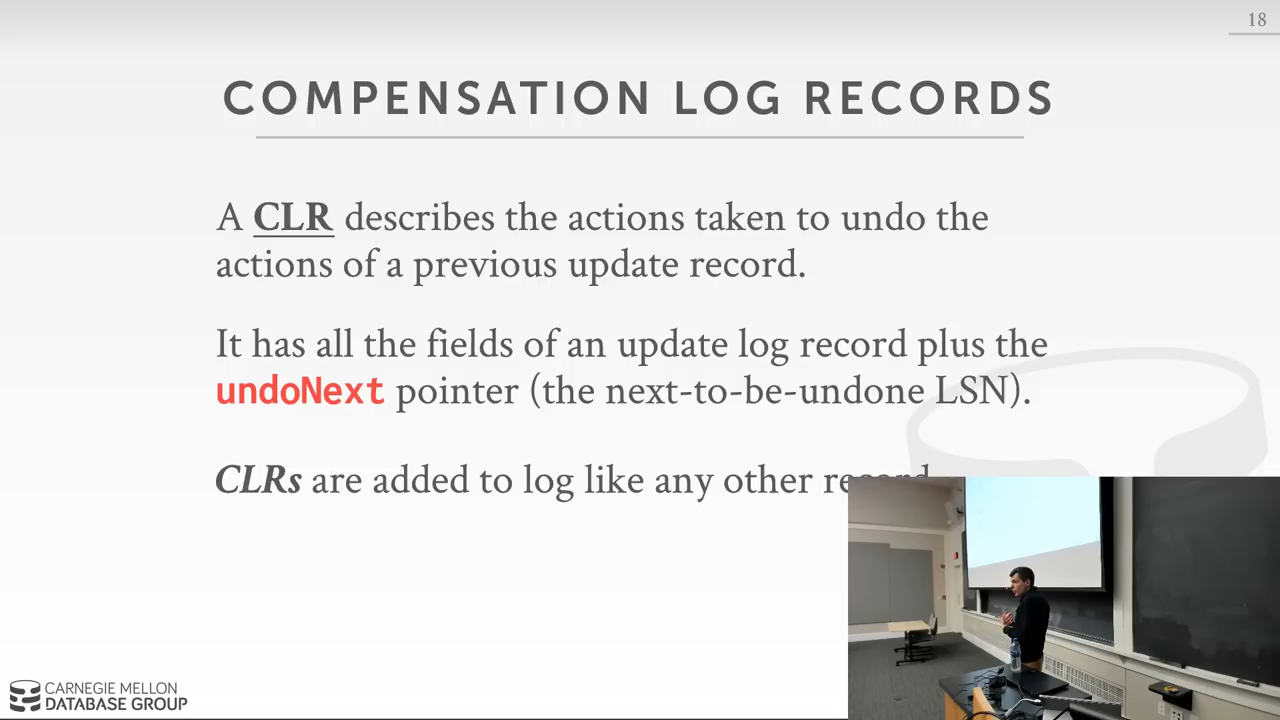 18
COMPENSATION LOG RECORDS
A CLR describes the actions taken to undo the
actions of a previous update record.
It has all the fields of an update log record plus the
undoNext pointer (the next-to-be-undone LSN).
CLRs are added to log like any other record
CARNEGIE MELLON
DATABASE GROUP